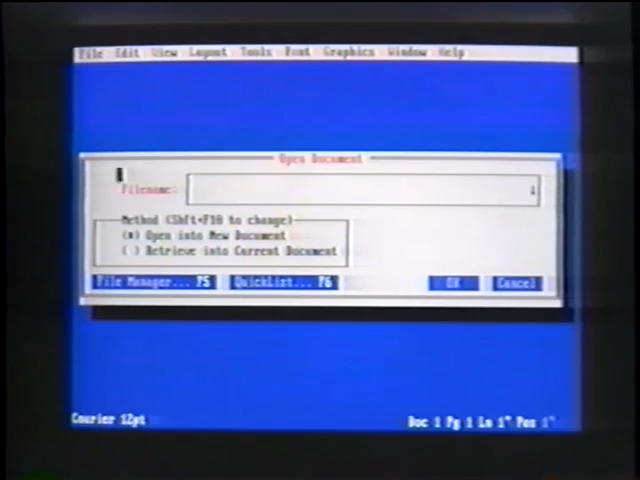 File Edit View Layout Tools Font Graphics Window Help
Open Document
Filename:
Method (Shft+F10 to change)
(•) Open into New Document
( ) Retrieve into Current Document
File Manager... F5 QuickList... F6 OK Cancel
Courier 12pt Doc 1 Pg 1 Ln 1" Pos 1"